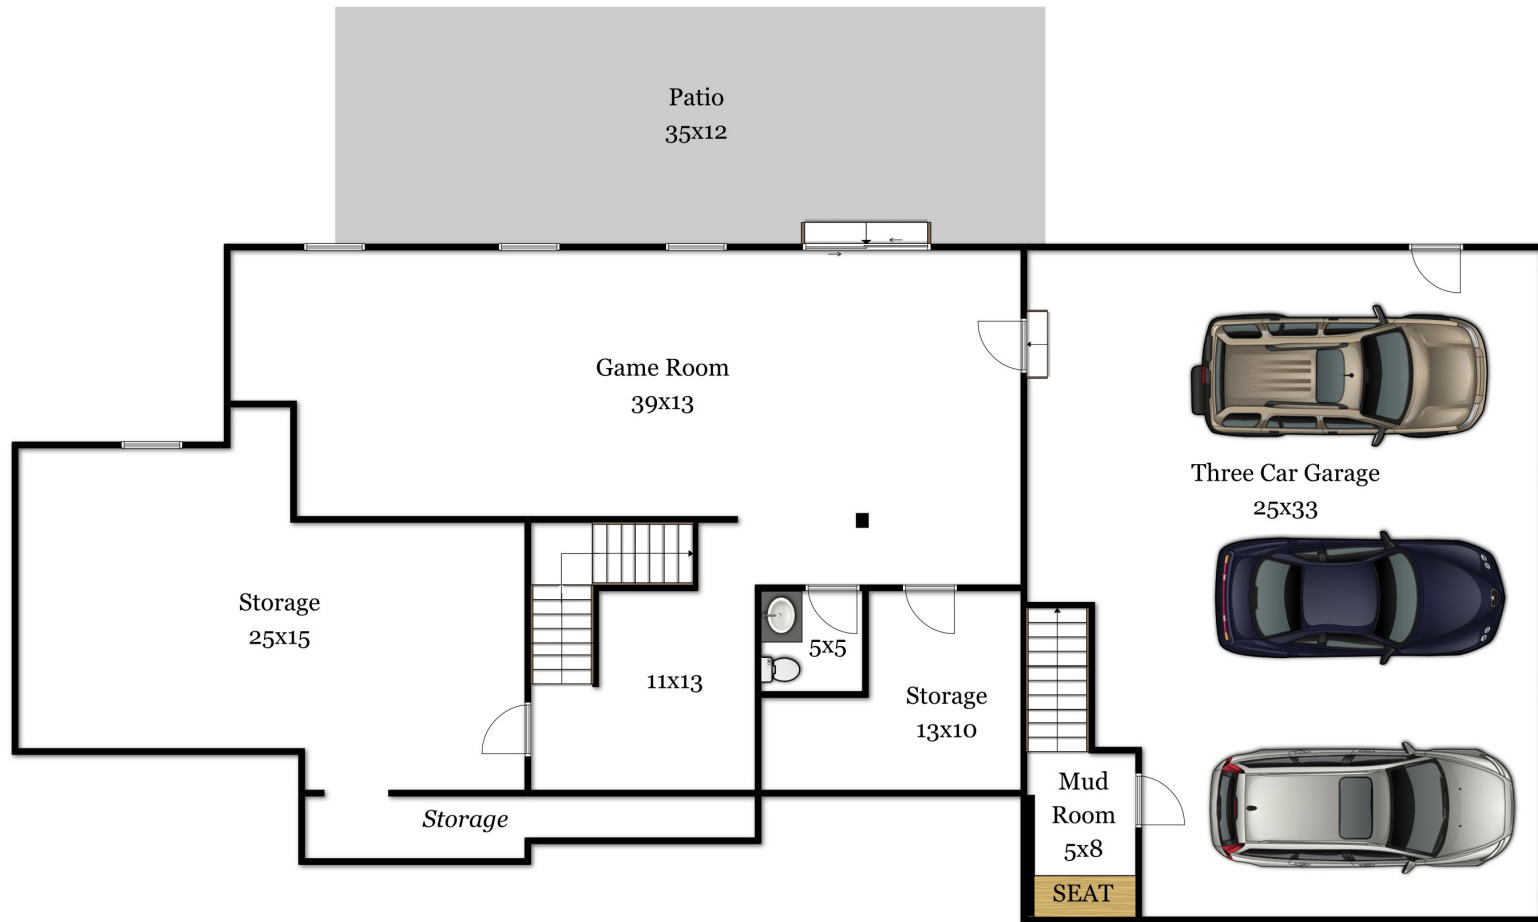 Patio
35x12
Game Room
39x13
Three Car Garage
25x33
Storage
25x15
5x5
11x13
Storage
13x10
Mud
Room
5x8
Storage
SEAT